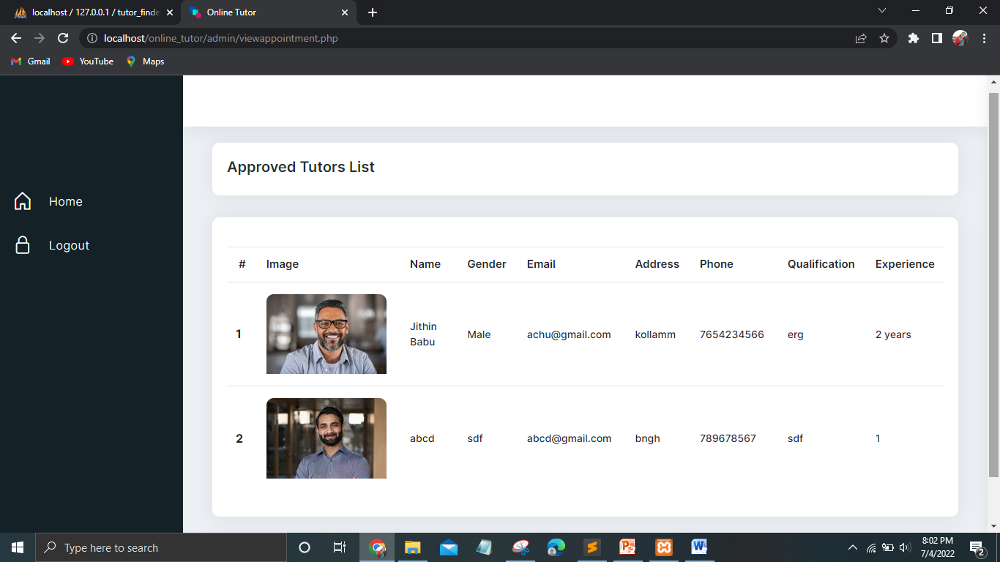 localhost / 127.0.0.1 / tutor_finde
Online Tutor
localhost/online_tutor/admin/viewappointment.php
Gmail YouTube Maps
Home
Logout
Approved Tutors List
# Image Name Gender Email Address Phone Qualification Experience
1 Jithin Babu Male achu@gmail.com kollamm 7654234566 erg 2 years
2 abcd sdf abcd@gmail.com bngh 789678567 sdf 1
Type here to search
8:02 PM
7/4/2022
2